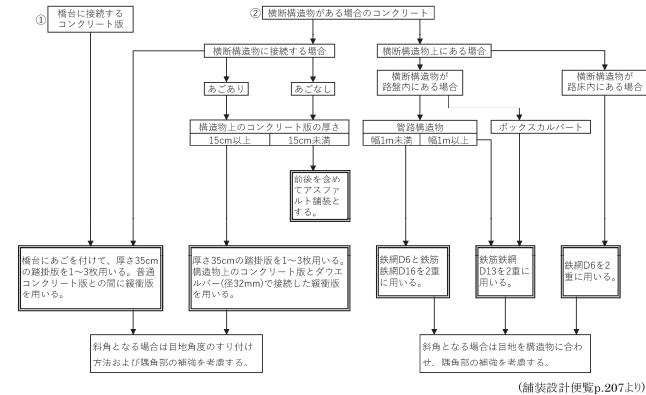 ① 橋台に接続する
コンクリート版
② 横断構造物がある場合のコンクリート
横断構造物に接続する場合
横断構造物上にある場合
あごあり
あごなし
横断構造物が
路盤内にある場合
横断構造物が
路床内にある場合
構造物上のコンクリート版の厚さ
15cm以上
15cm未満
管路構造物
幅1m未満
幅1m以上
ボックスカルバート
前後を含め
てアスファ
ルト舗装と
する。
橋台にあごを付けて、厚さ35cm
の踏掛版を1〜3枚用いる。普通
コンクリート版との間に緩衝版
を用いる。
厚さ35cmの踏掛版を1〜3枚用いる。
構造物上のコンクリート版とダウエ
ルバー(径32mm)で接続した緩衝版
を用いる。
鉄網D6と鉄筋
鉄網D16を2重
に用いる。
鉄筋鉄網
D13を2重に
用いる。
鉄網D6を2
重に用いる。
斜角となる場合は目地角度のすり付け
方法および隅角部の補強を考慮する。
斜角となる場合は目地を構造物に合わ
せ、隅角部の補強を考慮する。
(舗装設計便覧p.207より)